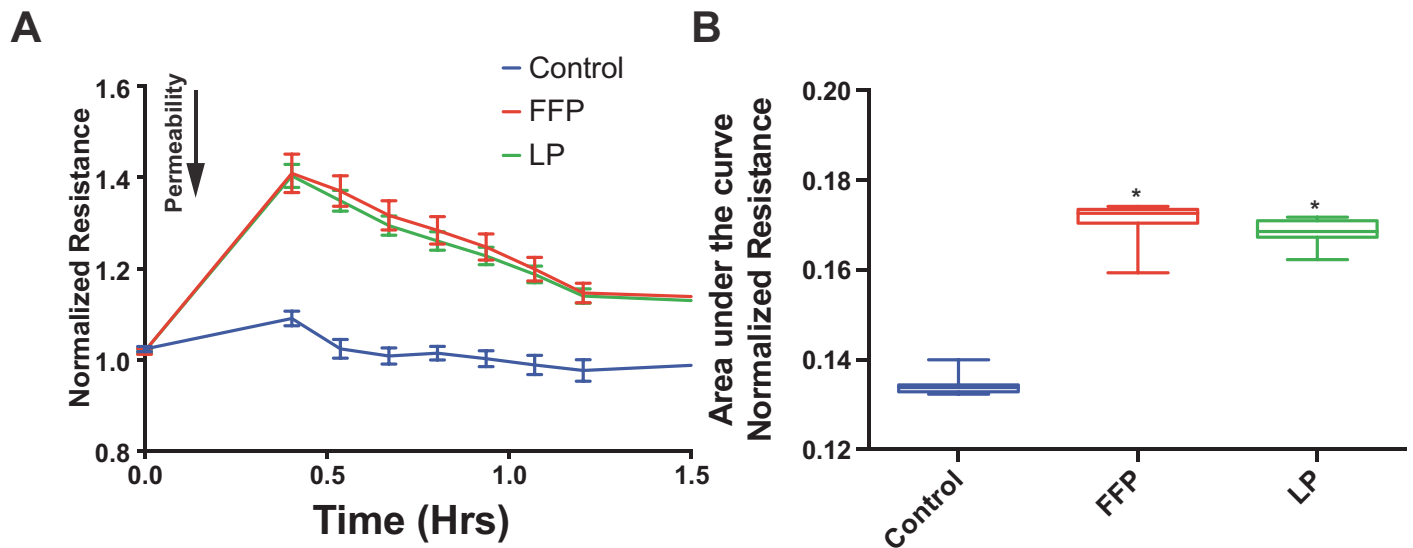 A
Normalized Resistance
1.6
1.4
1.2
1.0
0.8
Permeability
Control
FFP
LP
0.0
0.5
1.0
1.5
Time (Hrs)
B
Area under the curve
Normalized Resistance
0.20
0.18
0.16
0.14
0.12
*
*
Control
FFP
LP